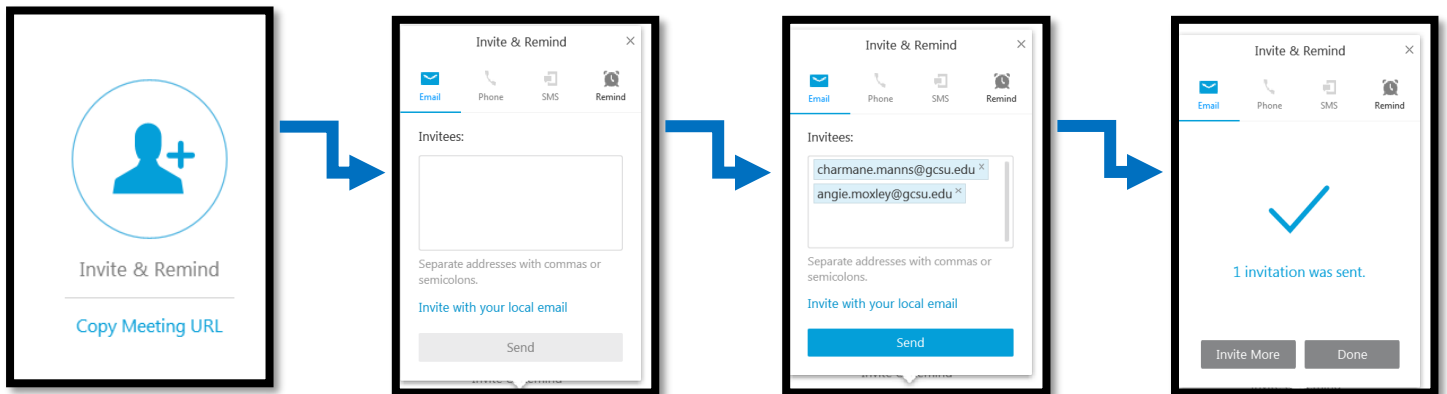 Invite & Remind
Copy Meeting URL
Invite & Remind ×
Email Phone SMS Remind
Invitees:
Separate addresses with commas or
semicolons.
Invite with your local email
Send
Invite & Remind ×
Email Phone SMS Remind
Invitees:
charmane.manns@gcsu.edu x
angie.moxley@gcsu.edu x
Separate addresses with commas or
semicolons.
Invite with your local email
Send
Invite & Remind ×
Email Phone SMS Remind
1 invitation was sent.
Invite More Done